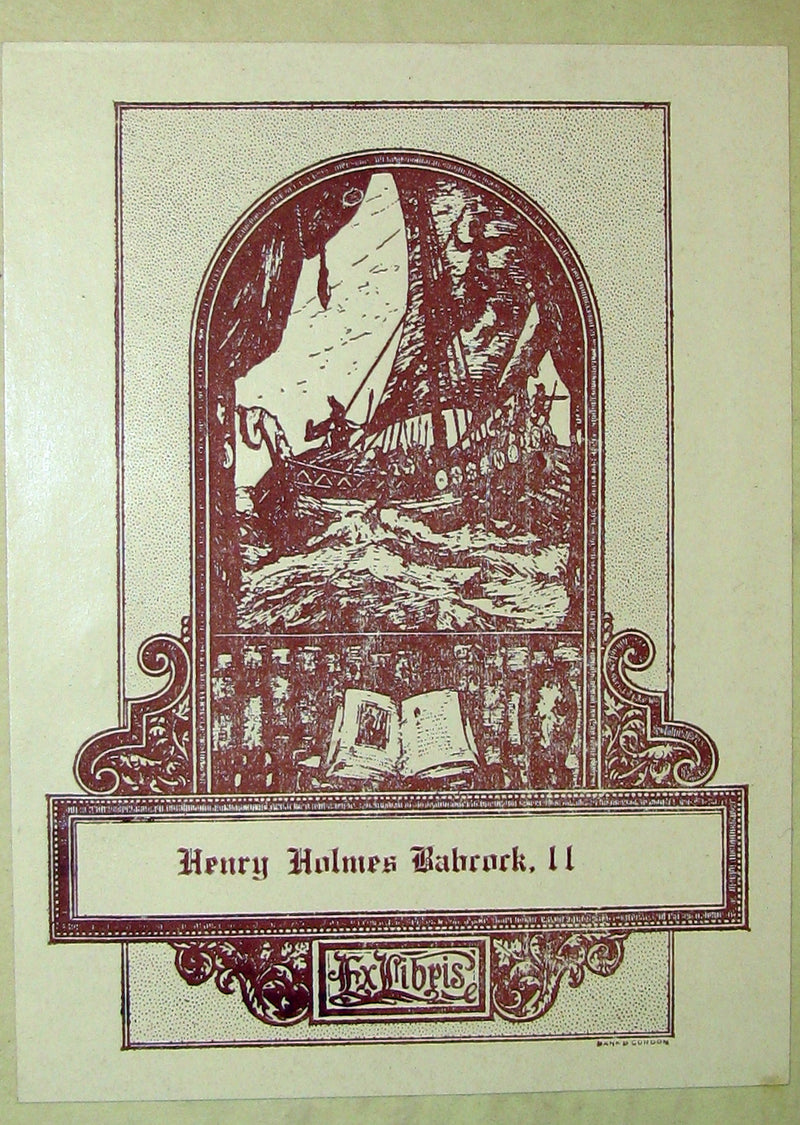 Henry Holmes Babcock, II
Ex Libris